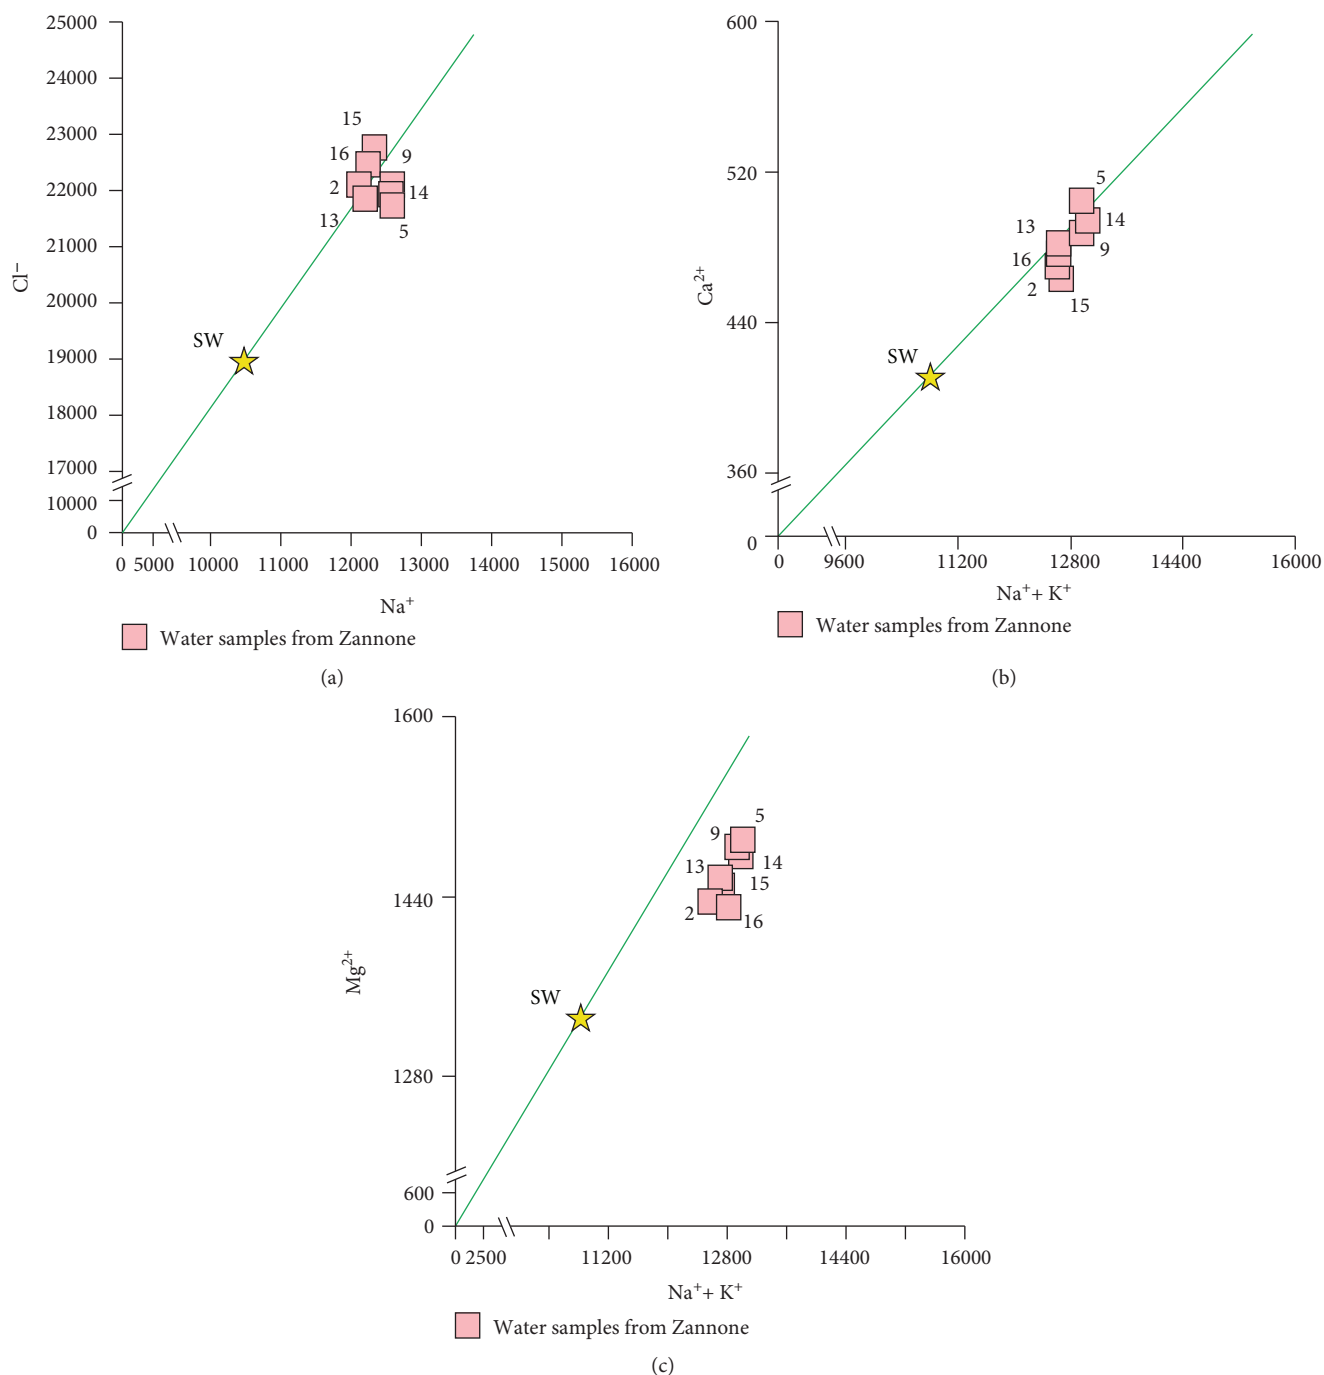 25000
24000
23000
22000
21000
20000
19000
18000
17000
10000
0
Cl⁻
15
16
9
2
14
13
5
SW
0 5000 10000 11000 12000 13000 14000 15000 16000
Na⁺
Water samples from Zannone
(a)
600
520
440
360
0
Ca²⁺
5
13
14
16
9
2
15
SW
0 9600 11200 12800 14400 16000
Na⁺+ K⁺
Water samples from Zannone
(b)
1600
1440
1280
600
0
Mg²⁺
5
9
13
14
15
2
16
SW
0 2500 11200 12800 14400 16000
Na⁺+ K⁺
Water samples from Zannone
(c)